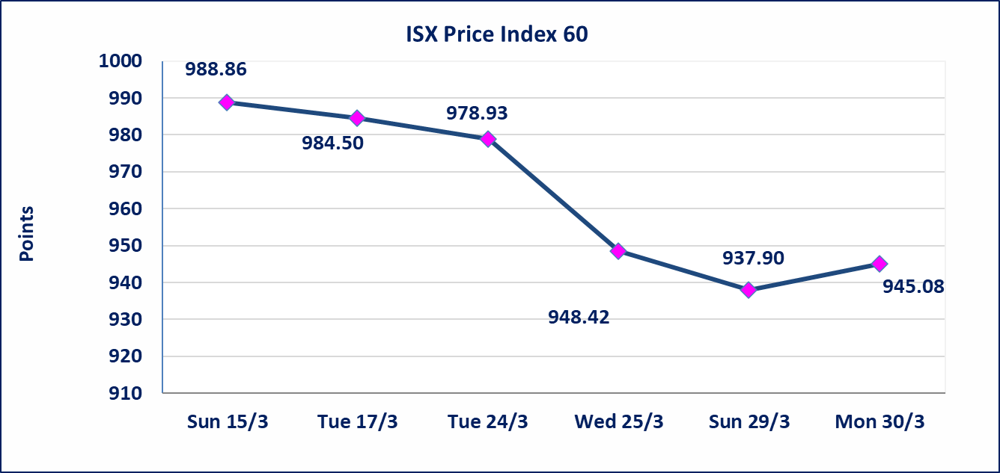 ISX Price Index 60
Points
1000
990
980
970
960
950
940
930
920
910
988.86
984.50
978.93
948.42
937.90
945.08
Sun 15/3
Tue 17/3
Tue 24/3
Wed 25/3
Sun 29/3
Mon 30/3